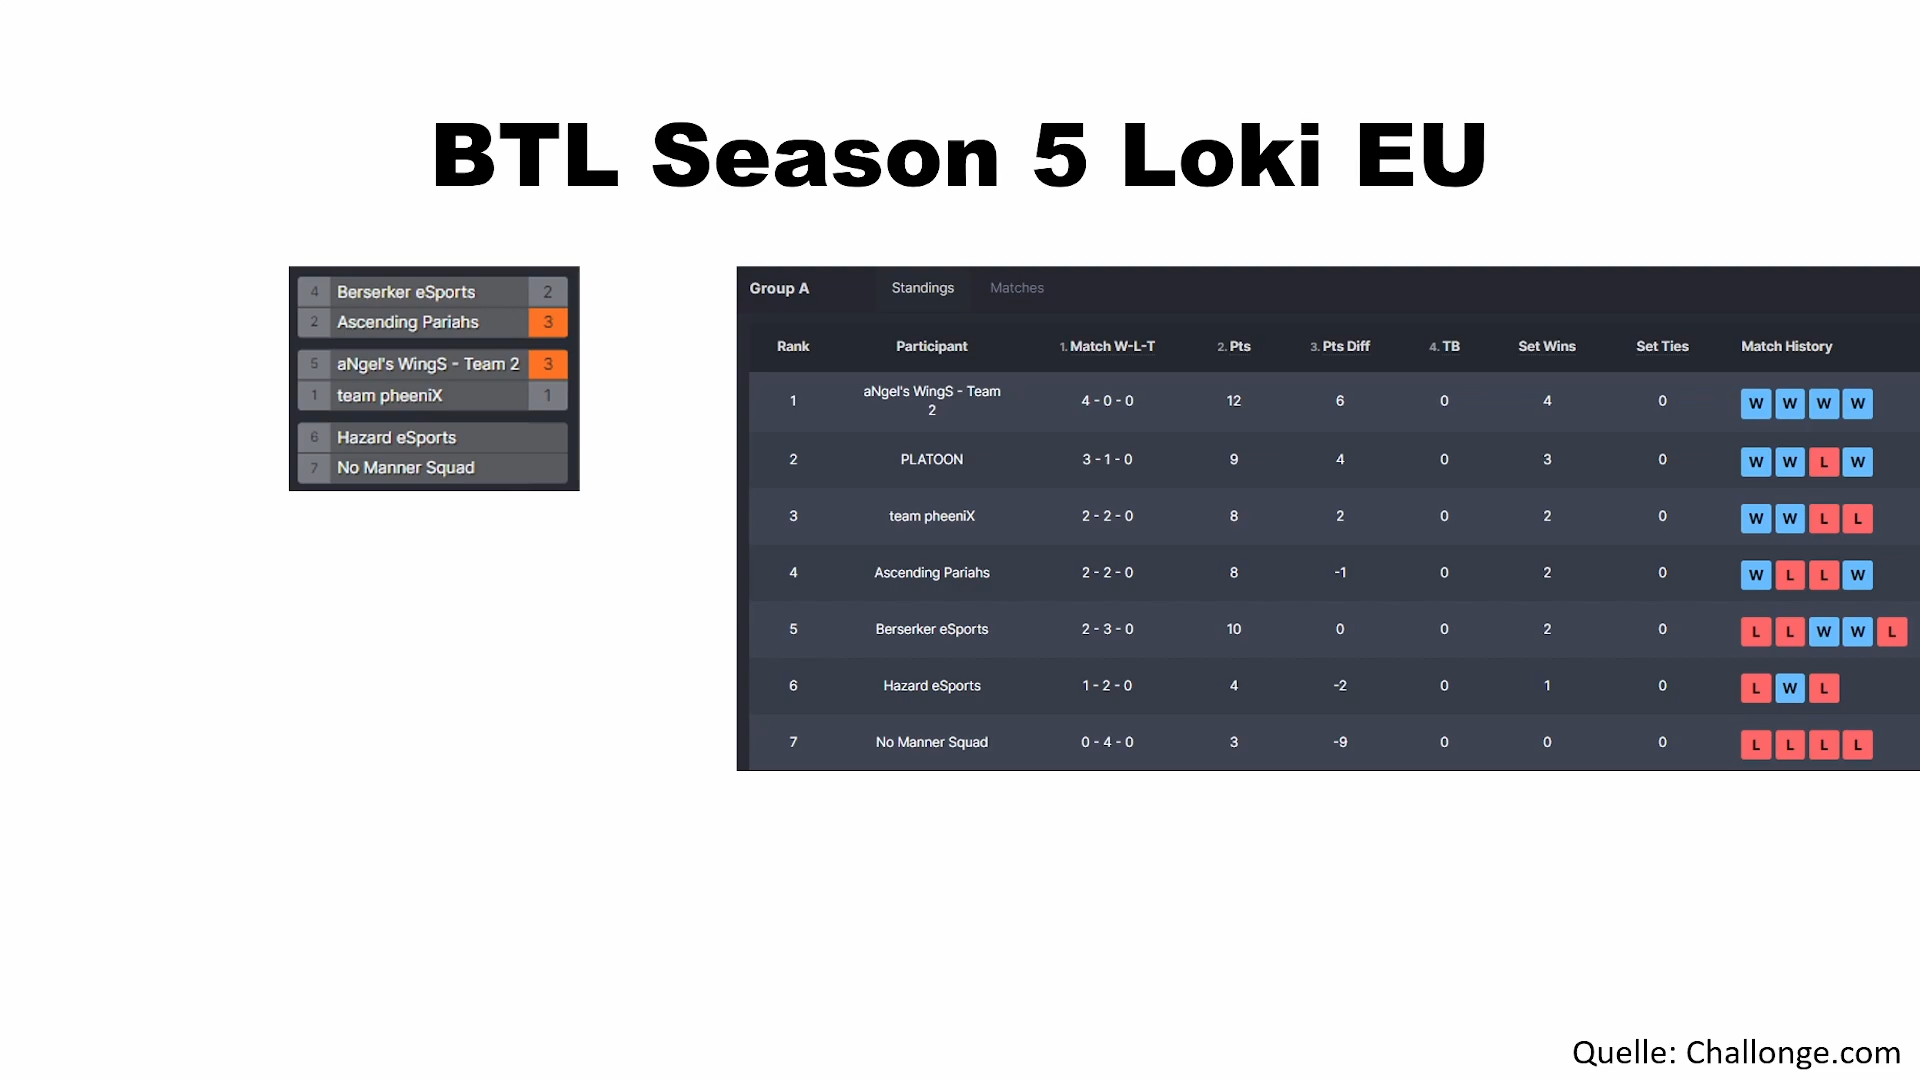 BTL Season 5 Loki EU
4 Berserker eSports 2
2 Ascending Pariahs 3
5 aNgel's WingS - Team 2 3
1 team pheeniX 1
6 Hazard eSports
7 No Manner Squad
Group A Standings Matches
Rank Participant 1. Match W-L-T 2. Pts 3. Pts Diff 4. TB Set Wins Set Ties Match History
1 aNgel's WingS - Team 2 4 - 0 - 0 12 6 0 4 0 W W W W
2 PLATOON 3 - 1 - 0 9 4 0 3 0 W W L W
3 team pheeniX 2 - 2 - 0 8 2 0 2 0 W W L L
4 Ascending Pariahs 2 - 2 - 0 8 -1 0 2 0 W L L W
5 Berserker eSports 2 - 3 - 0 10 0 0 2 0 L L W W L
6 Hazard eSports 1 - 2 - 0 4 -2 0 1 0 L W L
7 No Manner Squad 0 - 4 - 0 3 -9 0 0 0 L L L L
Quelle: Challonge.com